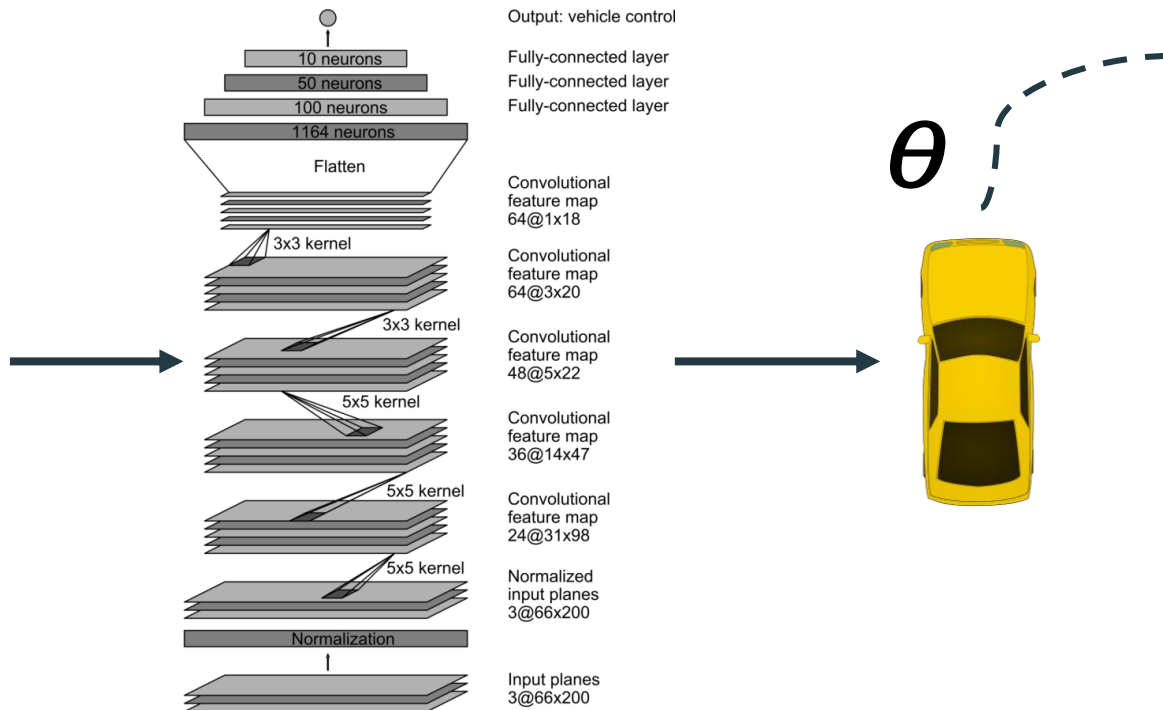 Output: vehicle control
10 neurons
Fully-connected layer
50 neurons
Fully-connected layer
100 neurons
Fully-connected layer
1164 neurons
Flatten
Convolutional
feature map
64@1x18
3x3 kernel
Convolutional
feature map
64@3x20
3x3 kernel
Convolutional
feature map
48@5x22
5x5 kernel
Convolutional
feature map
36@14x47
5x5 kernel
Convolutional
feature map
24@31x98
5x5 kernel
Normalized
input planes
3@66x200
Normalization
Input planes
3@66x200
θ